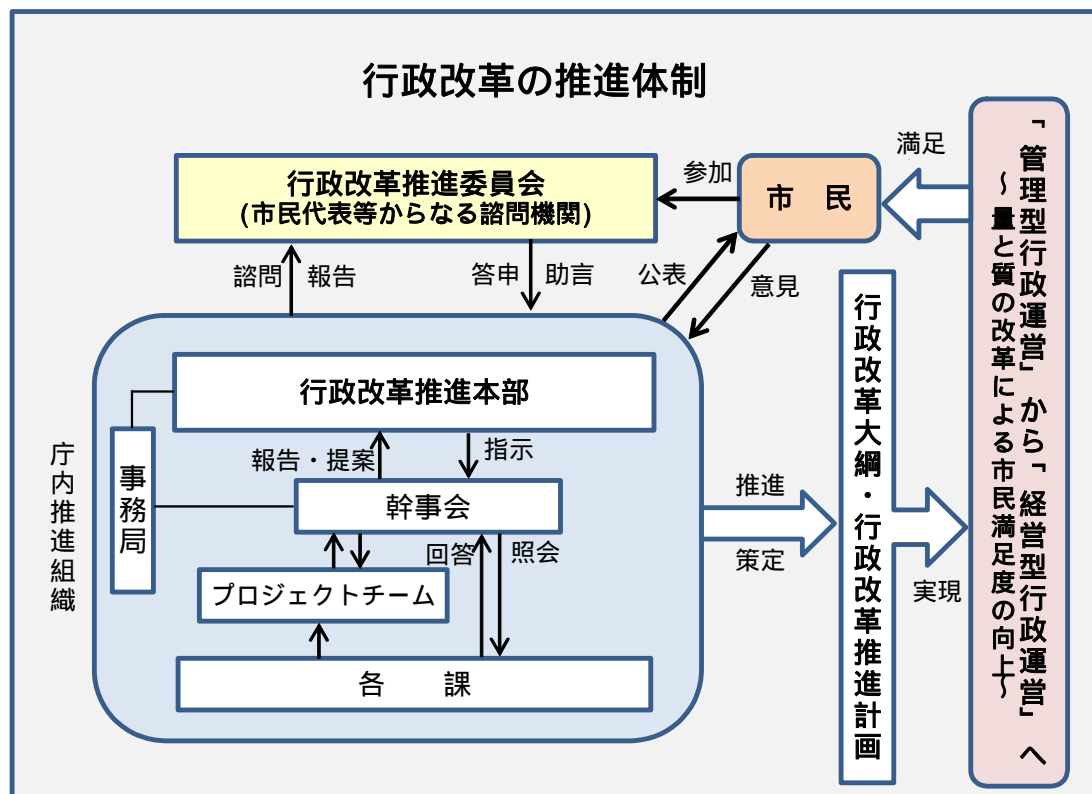 行政改革の推進体制
行政改革推進委員会
(市民代表等からなる諮問機関)
参加
市　民
満足
諮問
報告
答申
助言
公表
意見
行政改革推進本部
報告・提案
指示
事務局
幹事会
回答
照会
プロジェクトチーム
各　課
庁内推進組織
推進
策定
行政改革大綱・行政改革推進計画
実現
「管理型行政運営」から「経営型行政運営」へ
～量と質の改革による市民満足度の向上～